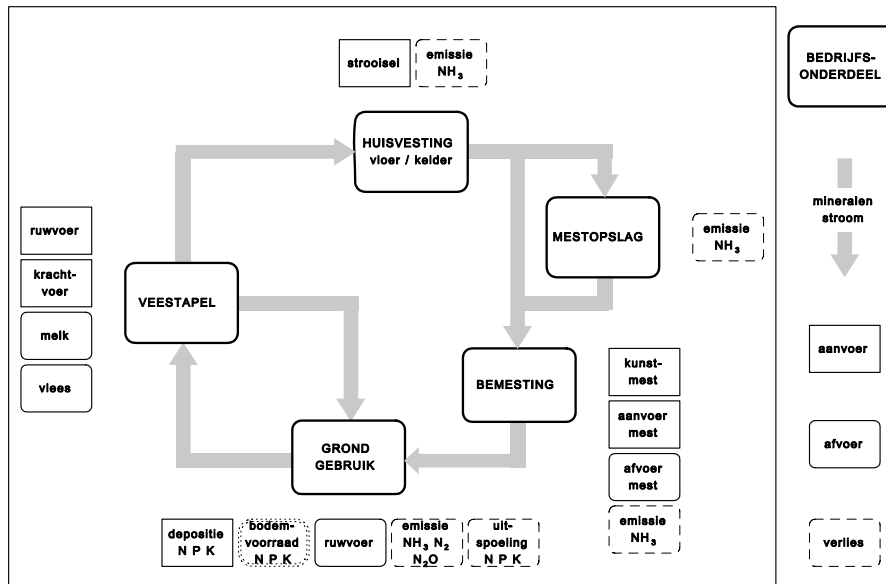 strooisel
emissie
NH3
BEDRIJFS-
ONDERDEEL
HUISVESTING
vloer / kelder
mineralen
stroom
MESTOPSLAG
emissie
NH3
ruwvoer
kracht-
voer
melk
vlees
VEESTAPEL
aanvoer
BEMESTING
kunst-
mest
aanvoer
mest
afvoer
mest
emissie
NH3
afvoer
GROND
GEBRUIK
depositie
N P K
bodem-
voorraad
N P K
ruwvoer
emissie
NH3 N2
N2O
uit-
spoeling
N P K
verlies